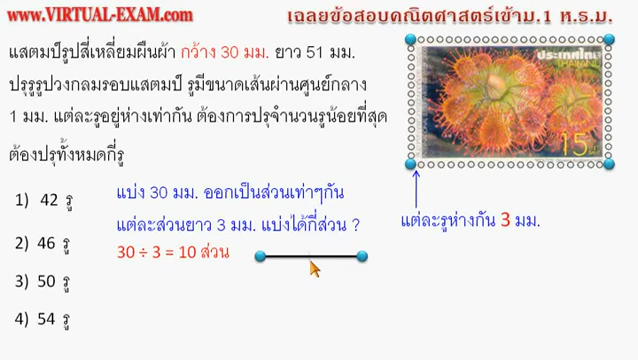 www.VIRTUAL-EXAM.com
เฉลยข้อสอบคณิตศาสตร์เข้าม.1 ห.ธ.ม.
แสตมป์รูปสี่เหลี่ยมผืนผ้า กว้าง 30 มม. ยาว 51 มม.
ปรุรูรูปวงกลมรอบแสตมป์ รูมีขนาดเส้นผ่านศูนย์กลาง
1 มม. แต่ละรูอยู่ห่างเท่ากัน ต้องการปรุจำนวนรูน้อยที่สุด
ต้องปรุทั้งหมดกี่รู
ประเทศไทย
THAILAND
15
แต่ละรูห่างกัน 3 มม.
1) 42 รู
2) 46 รู
3) 50 รู
4) 54 รู
แบ่ง 30 มม. ออกเป็นส่วนเท่าๆกัน
แต่ละส่วนยาว 3 มม. แบ่งได้กี่ส่วน ?
30 ÷ 3 = 10 ส่วน